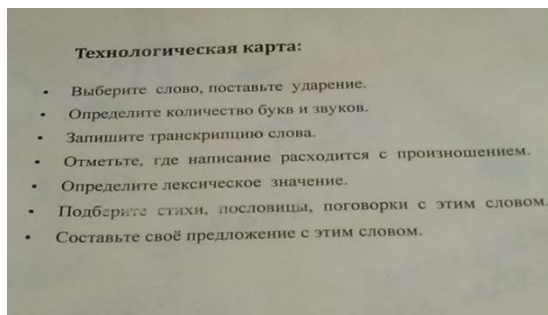 Технологическая карта:
• Выберите слово, поставьте ударение.
• Определите количество букв и звуков.
• Запишите транскрипцию слова.
• Отметьте, где написание расходится с произношением.
• Определите лексическое значение.
• Подберите стихи, пословицы, поговорки с этим словом.
• Составьте своё предложение с этим словом.